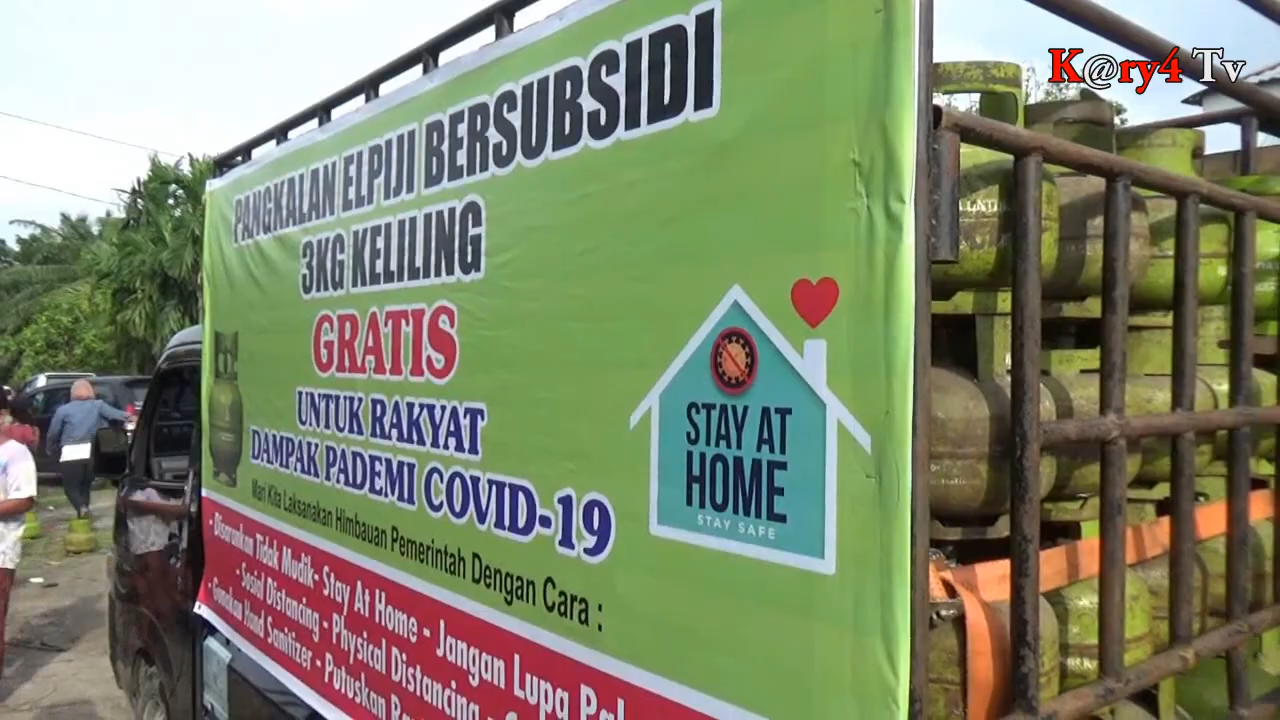 K@ry4 Tv
PANGKALAN ELPIJI BERSUBSIDI
3KG KELILING
GRATIS
UNTUK RAKYAT
DAMPAK PADEMI COVID-19
Mari Kita Laksanakan Himbauan Pemerintah Dengan Cara :
- Disarankan Tidak Mudik- Stay At Home - Jangan Lupa
- Sosial Distancing - Physical Distancing -
- Gunakan Hand Sanitizer - Putuskan
STAY AT
HOME
STAY SAFE